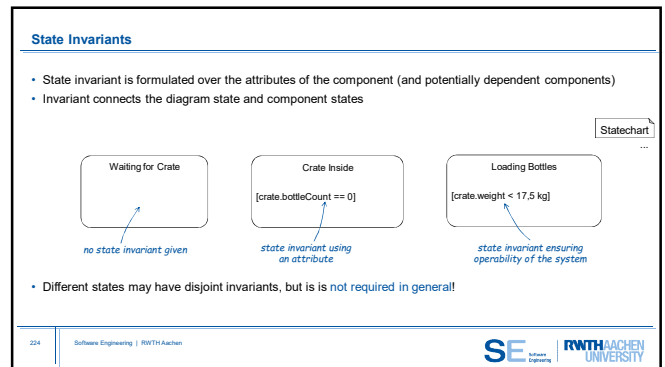 State Invariants
• State invariant is formulated over the attributes of the component (and potentially dependent components)
• Invariant connects the diagram state and component states
Statechart
...
Waiting for Crate
Crate Inside
[crate.bottleCount == 0]
Loading Bottles
[crate.weight < 17,5 kg]
no state invariant given
state invariant using
an attribute
state invariant ensuring
operability of the system
• Different states may have disjoint invariants, but is is not required in general!
224
Software Engineering | RWTH Aachen
SE Software
Engineering
RWTHAACHEN
UNIVERSITY